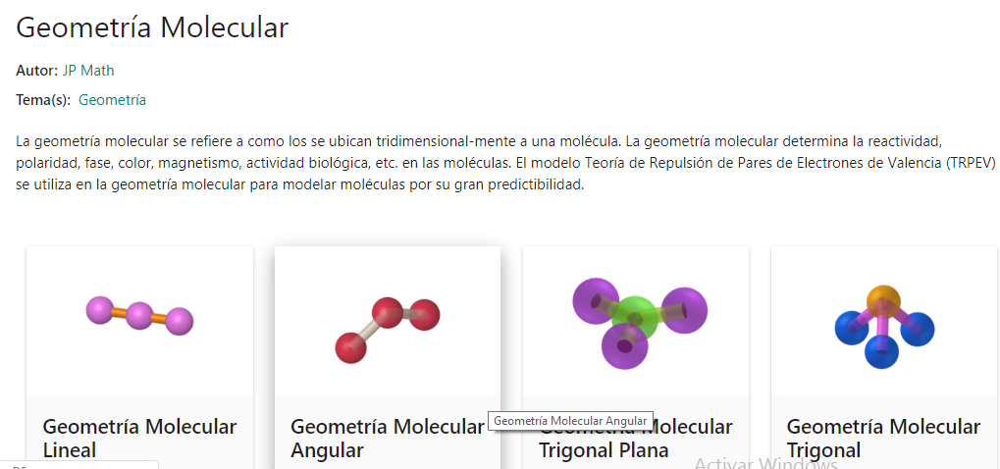 Geometría Molecular
Autor: JP Math
Tema(s): Geometría
La geometría molecular se refiere a como los se ubican tridimensional-mente a una molécula. La geometría molecular determina la reactividad,
polaridad, fase, color, magnetismo, actividad biológica, etc. en las moléculas. El modelo Teoría de Repulsión de Pares de Electrones de Valencia (TRPEV)
se utiliza en la geometría molecular para modelar moléculas por su gran predictibilidad.
Geometría Molecular
Lineal
Geometría Molecular
Angular
Geometría Molecular Angular
Geometría Molecular
Trigonal Plana
Geometría Molecular
Trigonal
Activar Windows